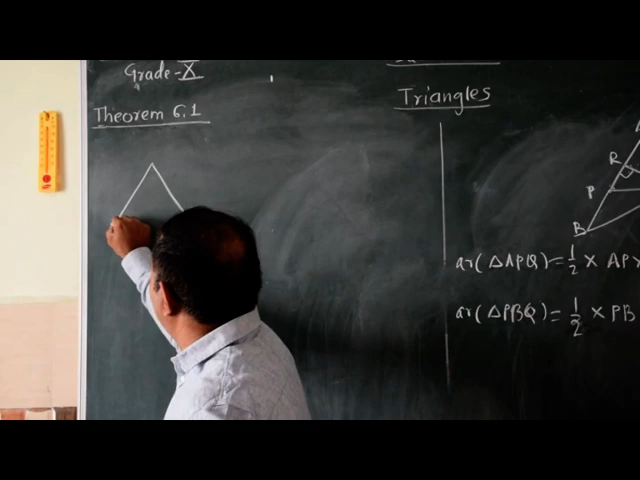 Grade-X
Theorem 6.1
Triangles
R
P
B
ar(△APQ)=1/2 × AP×
ar(△PBQ)=1/2 × PB